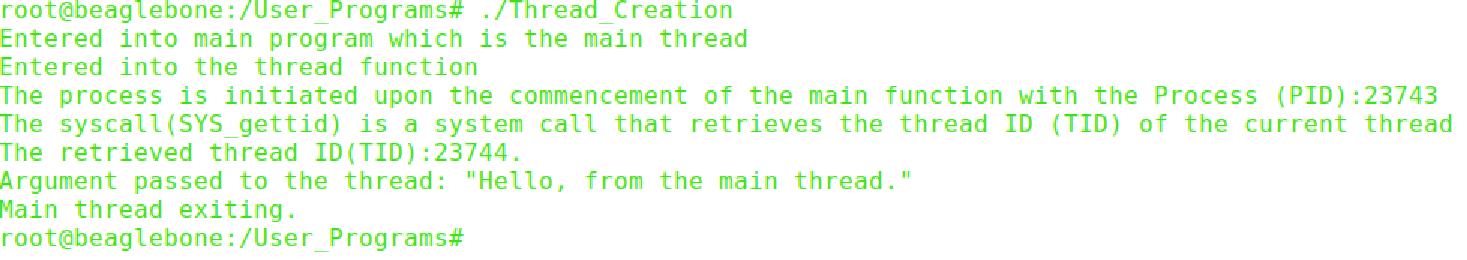 root@beaglebone:/User_Programs# ./Thread_Creation
Entered into main program which is the main thread
Entered into the thread function
The process is initiated upon the commencement of the main function with the Process (PID):23743
The syscall(SYS_gettid) is a system call that retrieves the thread ID (TID) of the current thread
The retrieved thread ID(TID):23744.
Argument passed to the thread: "Hello, from the main thread."
Main thread exiting.
root@beaglebone:/User_Programs#